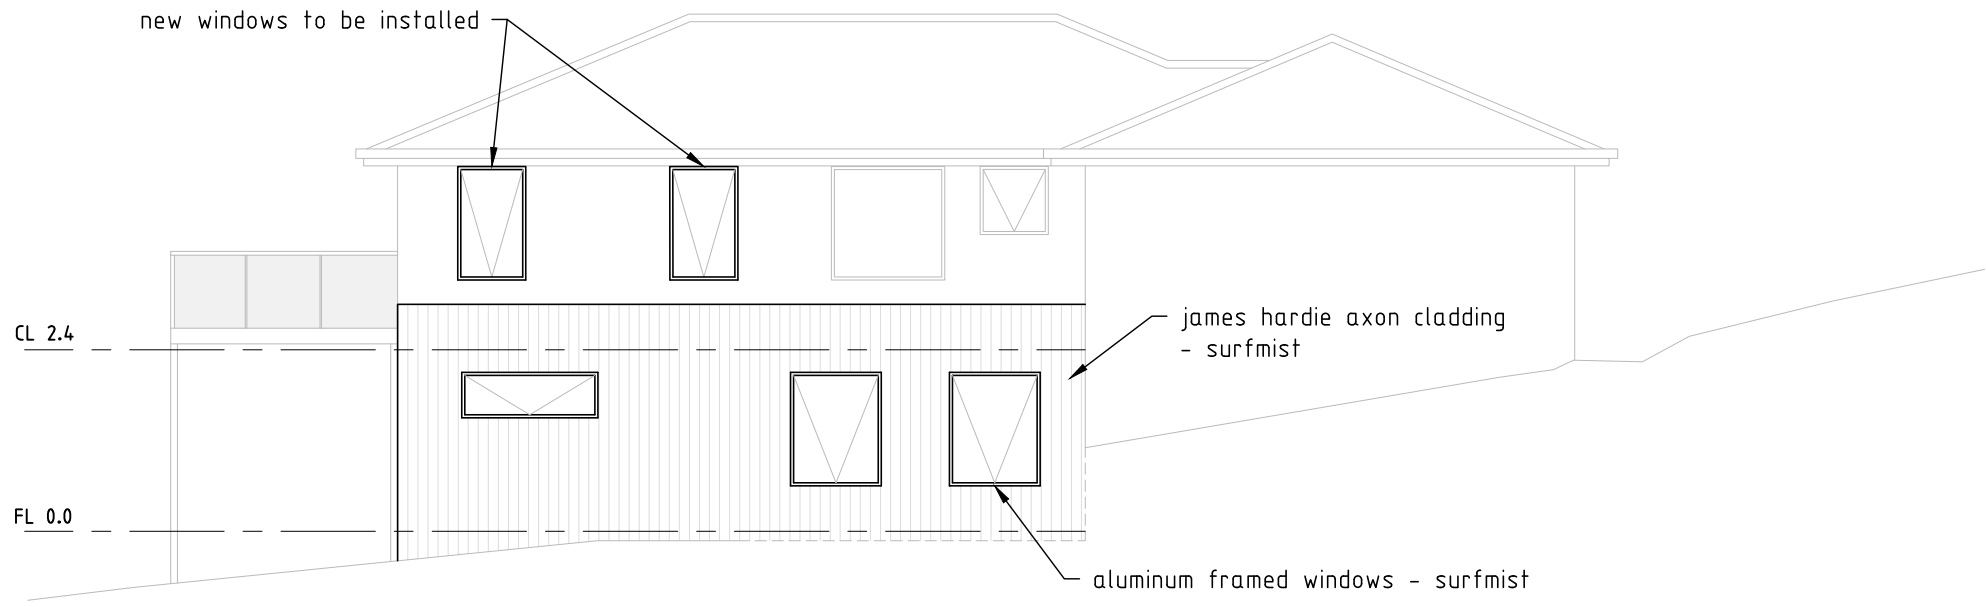 new windows to be installed
james hardie axon cladding
- surfmist
CL 2.4
FL 0.0
aluminum framed windows - surfmist